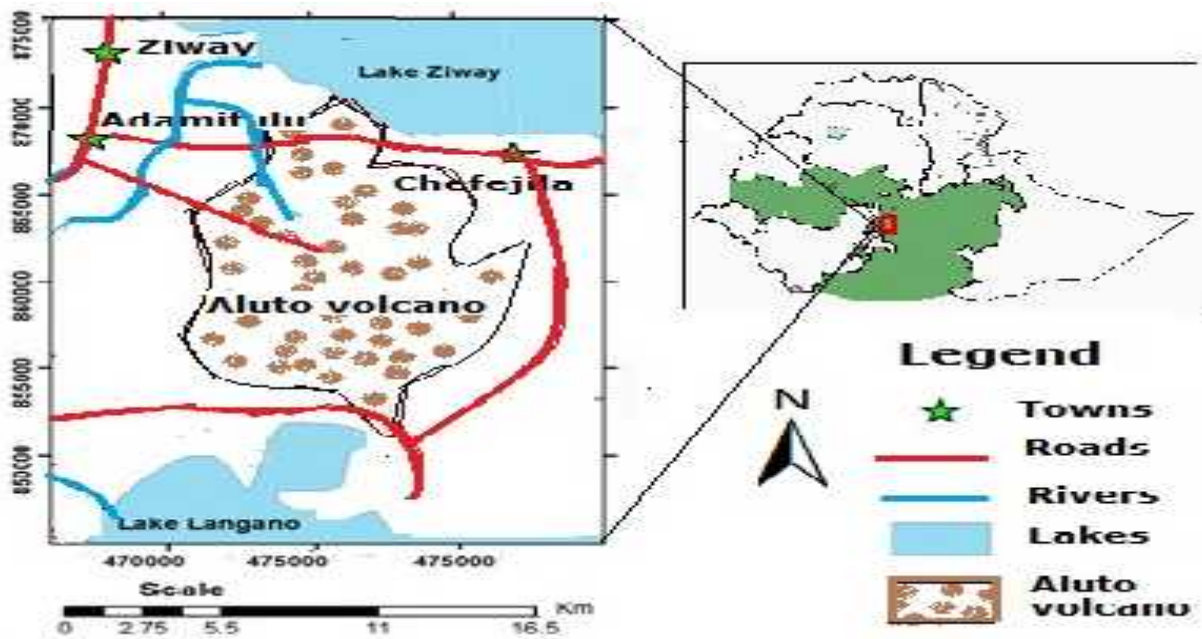 Ziway
Lake Ziway
Adamitulu
Chefejila
Aluto volcano
Lake Langano
875000
870000
865000
860000
855000
850000
470000
475000
475000
Scale
Km
0 2.75 5.5 11 16.5
N
Legend
Towns
Roads
Rivers
Lakes
Aluto
volcano